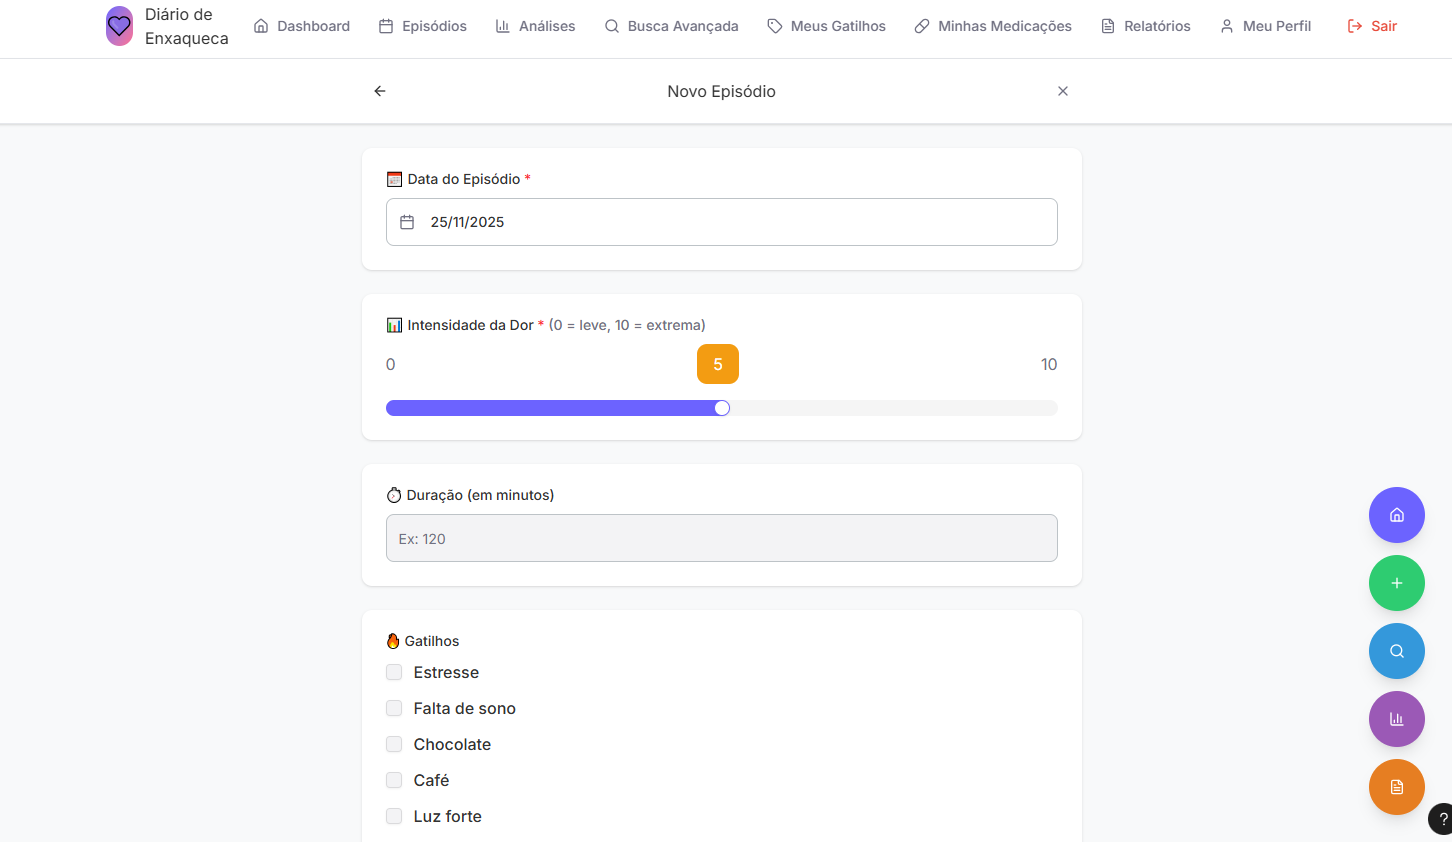 Diário de
Enxaqueca
Dashboard
Episódios
Análises
Busca Avançada
Meus Gatilhos
Minhas Medicações
Relatórios
Meu Perfil
Sair
Novo Episódio
Data do Episódio *
25/11/2025
Intensidade da Dor * (0 = leve, 10 = extrema)
0
5
10
Duração (em minutos)
Ex: 120
Gatilhos
Estresse
Falta de sono
Chocolate
Café
Luz forte
?